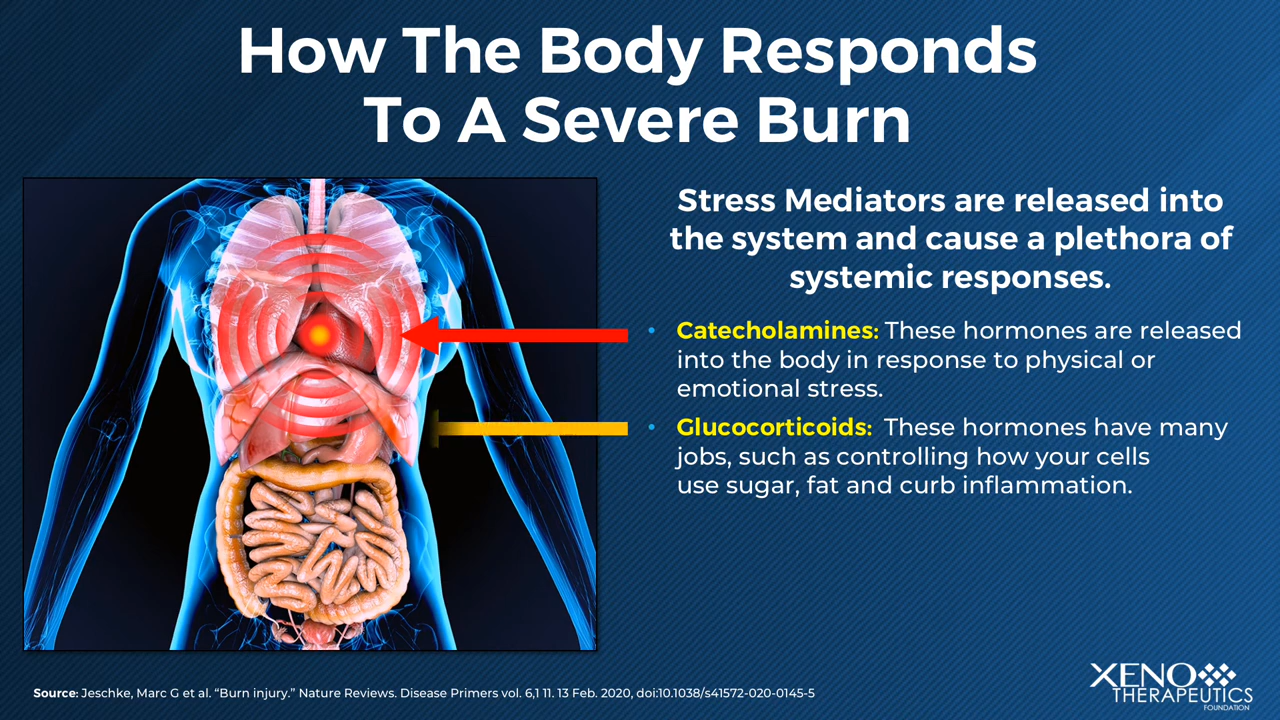 How The Body Responds
To A Severe Burn
Stress Mediators are released into
the system and cause a plethora of
systemic responses.
• Catecholamines: These hormones are released
into the body in response to physical or
emotional stress.
• Glucocorticoids: These hormones have many
jobs, such as controlling how your cells
use sugar, fat and curb inflammation.
Source: Jeschke, Marc G et al. “Burn injury.” Nature Reviews. Disease Primers vol. 6,1 11. 13 Feb. 2020, doi:10.1038/s41572-020-0145-5
XENO
THERAPEUTICS
FOUNDATION